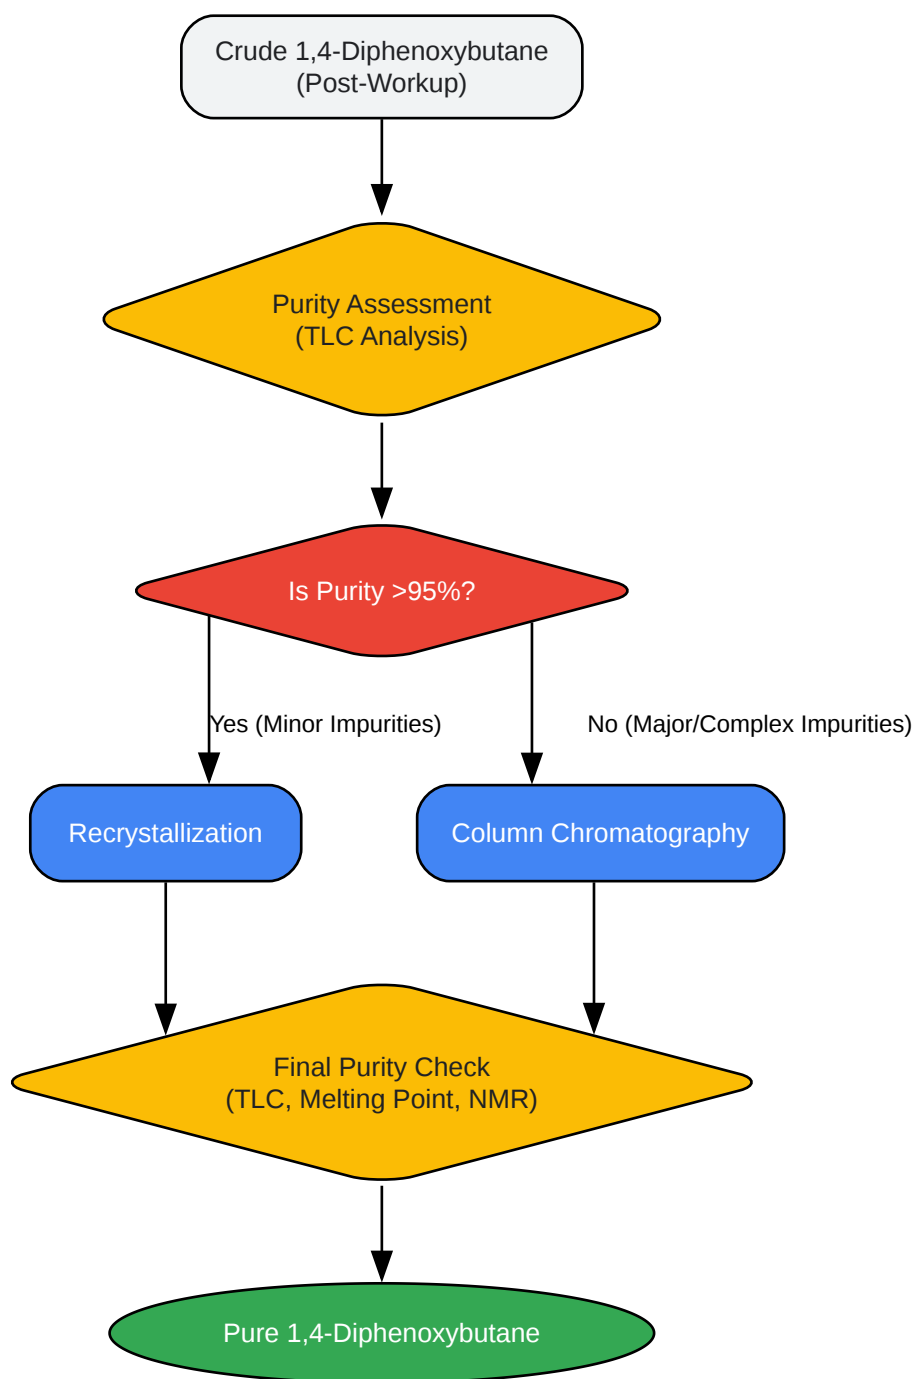 Crude 1,4-Diphenoxybutane
(Post-Workup)
Purity Assessment
(TLC Analysis)
Is Purity >95%?
Yes (Minor Impurities)
No (Major/Complex Impurities)
Recrystallization
Column Chromatography
Final Purity Check
(TLC, Melting Point, NMR)
Pure 1,4-Diphenoxybutane